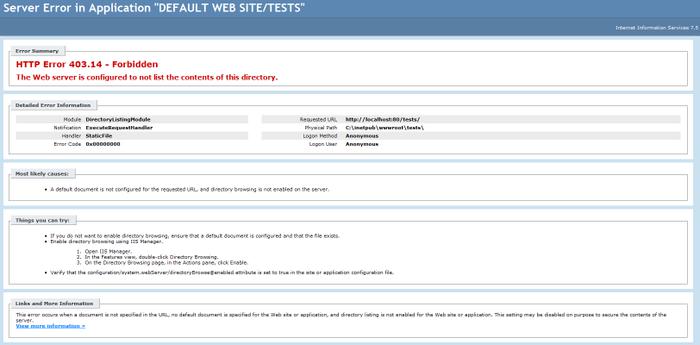 Server Error in Application "DEFAULT WEB SITE/TESTS"
Internet Information Services 7.5
Error Summary
HTTP Error 403.14 - Forbidden
The Web server is configured to not list the contents of this directory.
Detailed Error Information
Module DirectoryListingModule
Notification ExecuteRequestHandler
Handler StaticFile
Error Code 0x00000000
Requested URL http://localhost:80/tests/
Physical Path C:\inetpub\wwwroot\tests\
Logon Method Anonymous
Logon User Anonymous
Most likely causes:
• A default document is not configured for the requested URL, and directory browsing is not enabled on the server.
Things you can try:
• If you do not want to enable directory browsing, ensure that a default document is configured and that the file exists.
• Enable directory browsing using IIS Manager.
1. Open IIS Manager.
2. In the Features view, double-click Directory Browsing.
3. On the Directory Browsing page, in the Actions pane, click Enable.
• Verify that the configuration/system.webServer/directoryBrowse@enabled attribute is set to true in the site or application configuration file.
Links and More Information
This error occurs when a document is not specified in the URL, no default document is specified for the Web site or application, and directory listing is not enabled for the Web site or application. This setting may be disabled on purpose to secure the contents of the
server.
View more information »